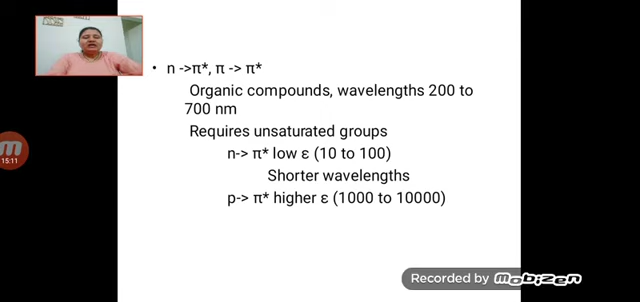 • n ->π*, π -> π*
Organic compounds, wavelengths 200 to
700 nm
Requires unsaturated groups
n-> π* low ε (10 to 100)
Shorter wavelengths
p-> π* higher ε (1000 to 10000)
m
15:11
Recorded by mobizen